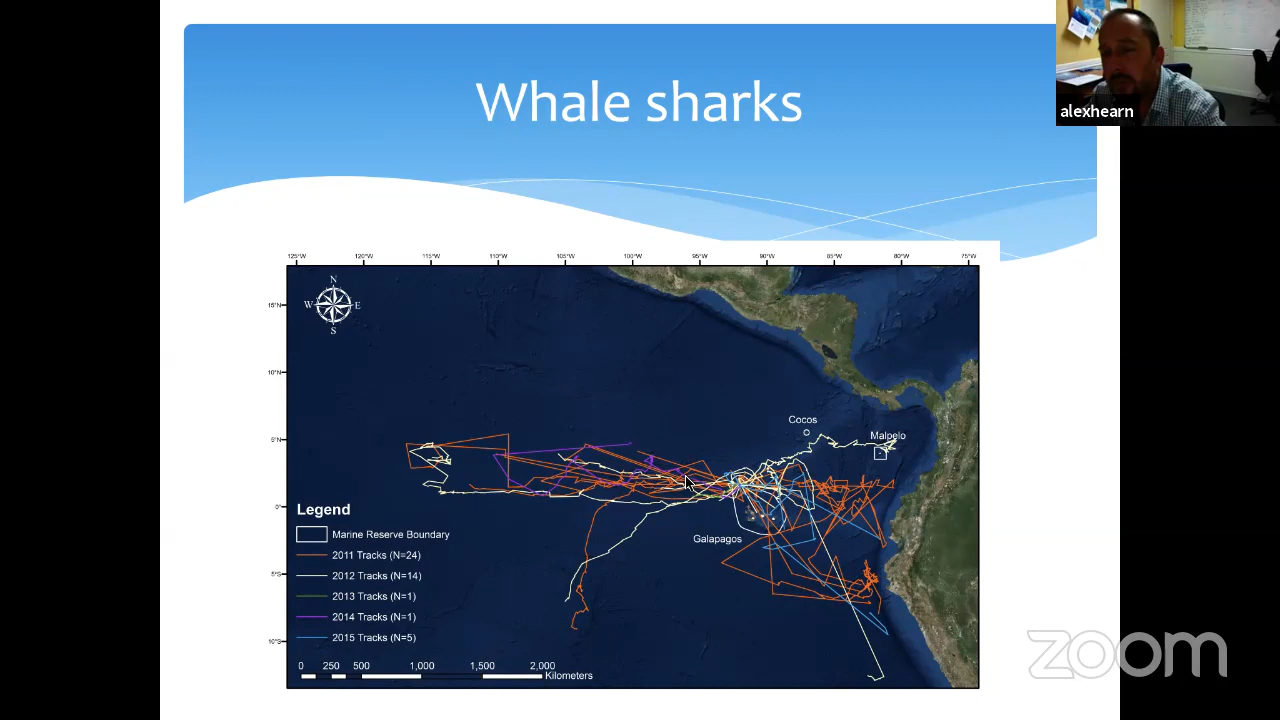 Whale sharks
alexhearn
125°W 120°W 115°W 110°W 105°W 100°W 95°W 90°W 85°W 80°W 75°W
N
W E
S
15°N
10°N
5°N
0°
5°S
10°S
Cocos
Malpelo
Galapagos
Legend
Marine Reserve Boundary
2011 Tracks (N=24)
2012 Tracks (N=14)
2013 Tracks (N=1)
2014 Tracks (N=1)
2015 Tracks (N=5)
0 250 500 1,000 1,500 2,000
Kilometers
zoom